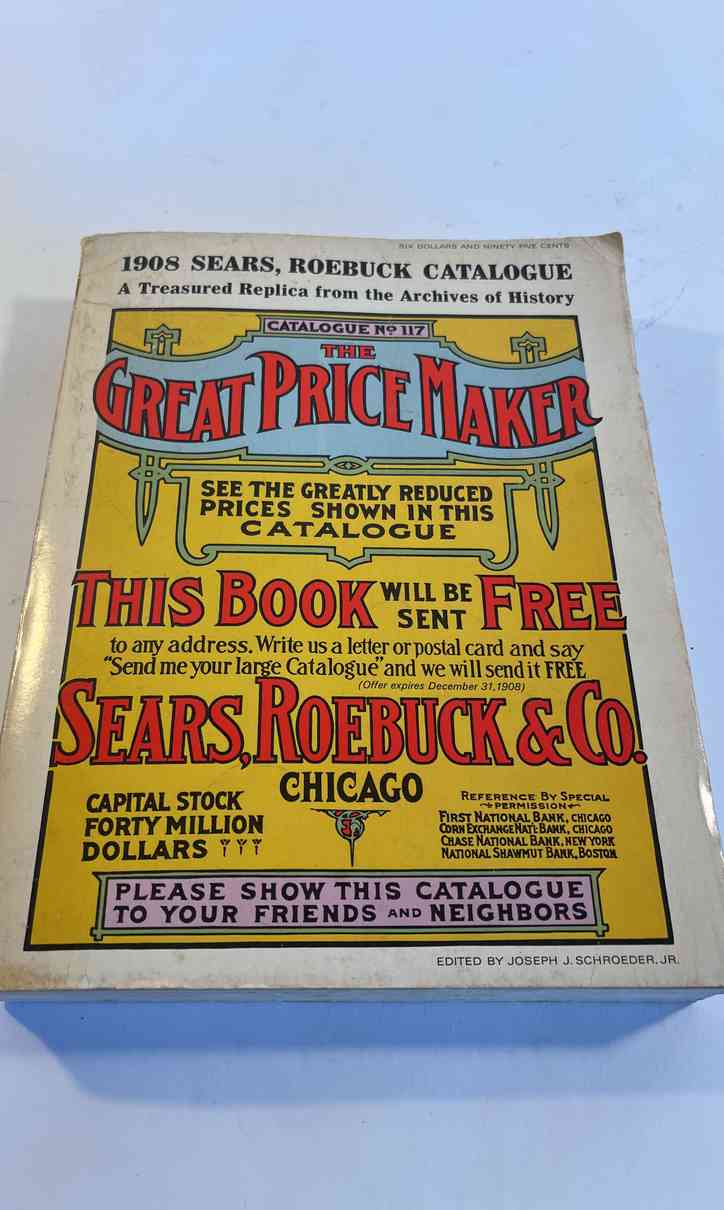 SIX DOLLARS AND NINETY FIVE CENTS
1908 SEARS, ROEBUCK CATALOGUE
A Treasured Replica from the Archives of History
CATALOGUE No 117
THE
GREAT PRICE MAKER
SEE THE GREATLY REDUCED
PRICES SHOWN IN THIS
CATALOGUE
THIS BOOK WILL BE SENT FREE
to any address. Write us a letter or postal card and say
"Send me your large Catalogue" and we will send it FREE
(Offer expires December 31, 1908)
SEARS, ROEBUCK & CO.
CHICAGO
CAPITAL STOCK
FORTY MILLION
DOLLARS
REFERENCE BY SPECIAL
PERMISSION
FIRST NATIONAL BANK, CHICAGO
CORN EXCHANGE NAT'L BANK, CHICAGO
CHASE NATIONAL BANK, NEW YORK
NATIONAL SHAWMUT BANK, BOSTON
PLEASE SHOW THIS CATALOGUE
TO YOUR FRIENDS AND NEIGHBORS
EDITED BY JOSEPH J. SCHROEDER, JR.